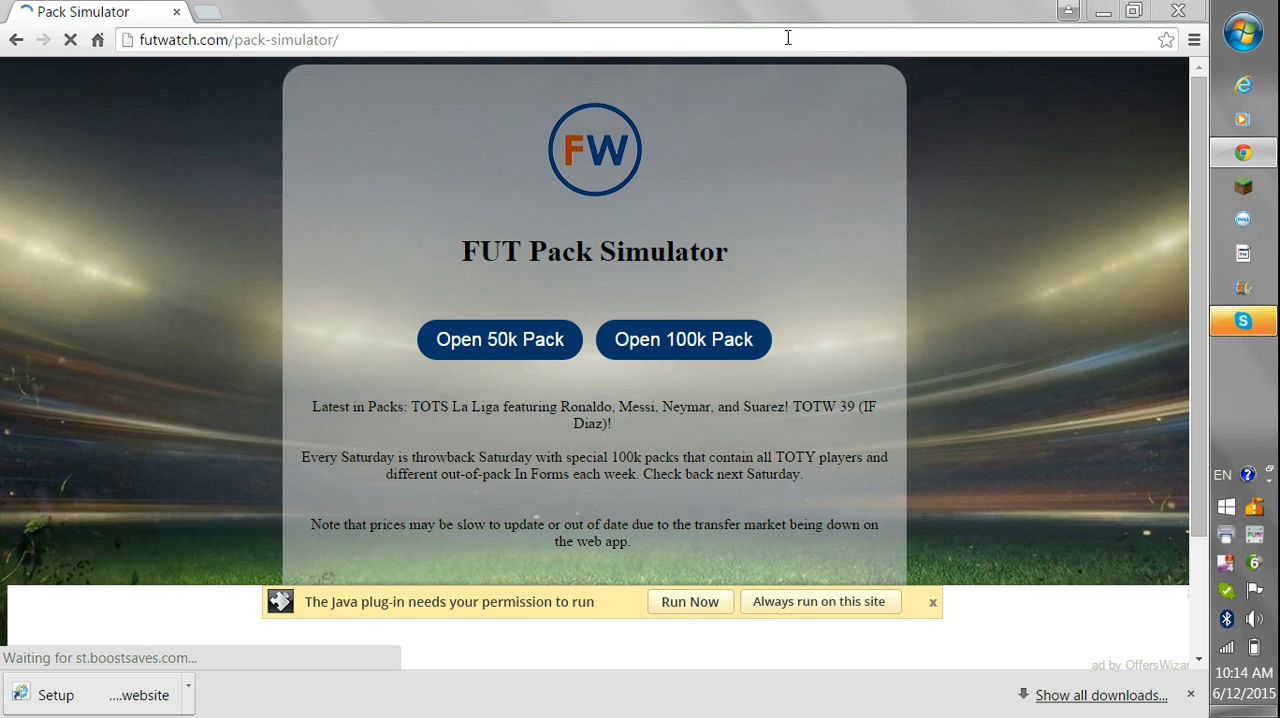 Pack Simulator
futwatch.com/pack-simulator/
FW
FUT Pack Simulator
Open 50k Pack
Open 100k Pack
Latest in Packs: TOTS La Liga featuring Ronaldo, Messi, Neymar, and Suarez! TOTW 39 (IF
Diaz)!
Every Saturday is throwback Saturday with special 100k packs that contain all TOTY players and
different out-of-pack In Forms each week. Check back next Saturday.
Note that prices may be slow to update or out of date due to the transfer market being down on
the web app.
The Java plug-in needs your permission to run
Run Now
Always run on this site
x
Waiting for st.boostsaves.com...
ad by OffersWizar
Setup ....website
Show all downloads...
EN
10:14 AM
6/12/2015